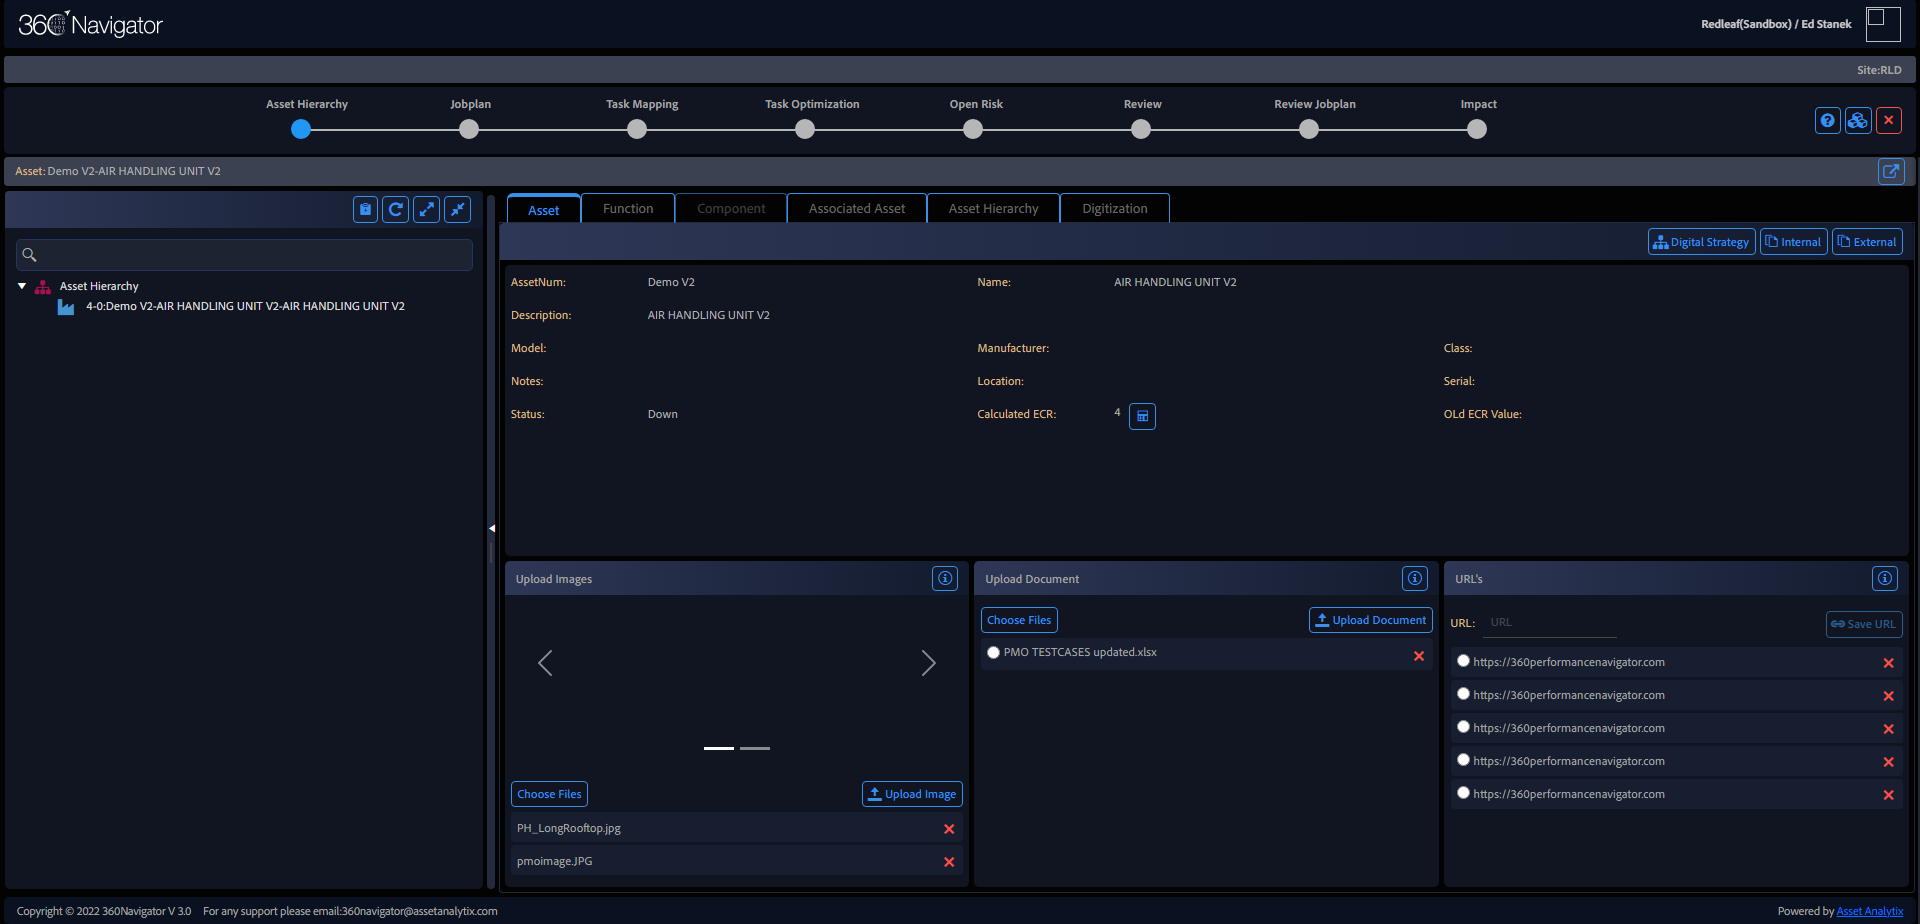 360 Navigator
Redleaf(Sandbox) / Ed Stanek
Site:RLD
Asset Hierarchy
Jobplan
Task Mapping
Task Optimization
Open Risk
Review
Review Jobplan
Impact
Asset: Demo V2-AIR HANDLING UNIT V2
Asset Hierarchy
4-0:Demo V2-AIR HANDLING UNIT V2-AIR HANDLING UNIT V2
Asset
Function
Component
Associated Asset
Asset Hierarchy
Digitization
Digital Strategy
Internal
External
AssetNum: Demo V2
Name: AIR HANDLING UNIT V2
Description: AIR HANDLING UNIT V2
Model:
Manufacturer:
Class:
Notes:
Location:
Serial:
Status: Down
Calculated ECR: 4
OLd ECR Value:
Upload Images
Choose Files
Upload Image
PH_LongRooftop.jpg
pmoimage.JPG
Upload Document
Choose Files
Upload Document
PMO TESTCASES updated.xlsx
URL's
URL: URL
Save URL
https://360performancenavigator.com
https://360performancenavigator.com
https://360performancenavigator.com
https://360performancenavigator.com
https://360performancenavigator.com
Copyright © 2022 360Navigator V 3.0 For any support please email:360navigator@assetanalytix.com
Powered by Asset Analytix